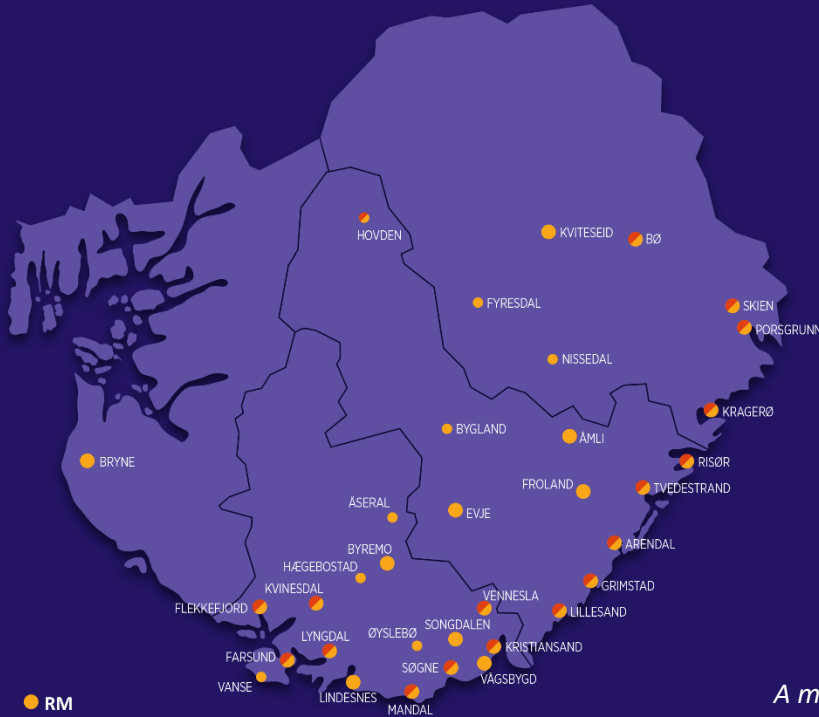 HOVDEN
KVITESEID
BØ
FYRESDAL
SKIEN
PORSGRUNN
NISSEDAL
KRAGERØ
BYGLAND
ÅMLI
BRYNE
RISØR
FROLAND
TVEDESTRAND
ÅSERAL
EVJE
ARENDAL
BYREMO
HÆGEBOSTAD
GRIMSTAD
KVINESDAL
VENNESLA
FLEKKEFJORD
LILLESAND
SONGDALEN
LYNGDAL
ØYSLEBØ
KRISTIANSAND
FARSUND
SØGNE
VÅGSBYGD
VANSE
LINDESNES
MANDAL
RM
A m